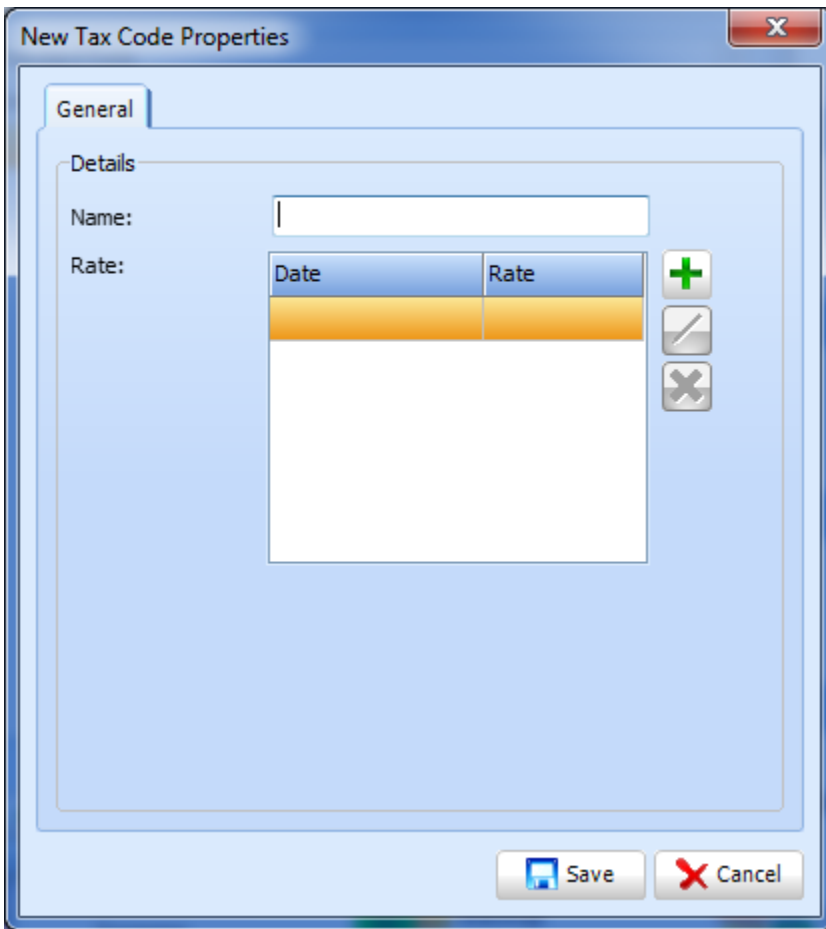 New Tax Code Properties
General
Details
Name:
Rate:
Date Rate
Save Cancel